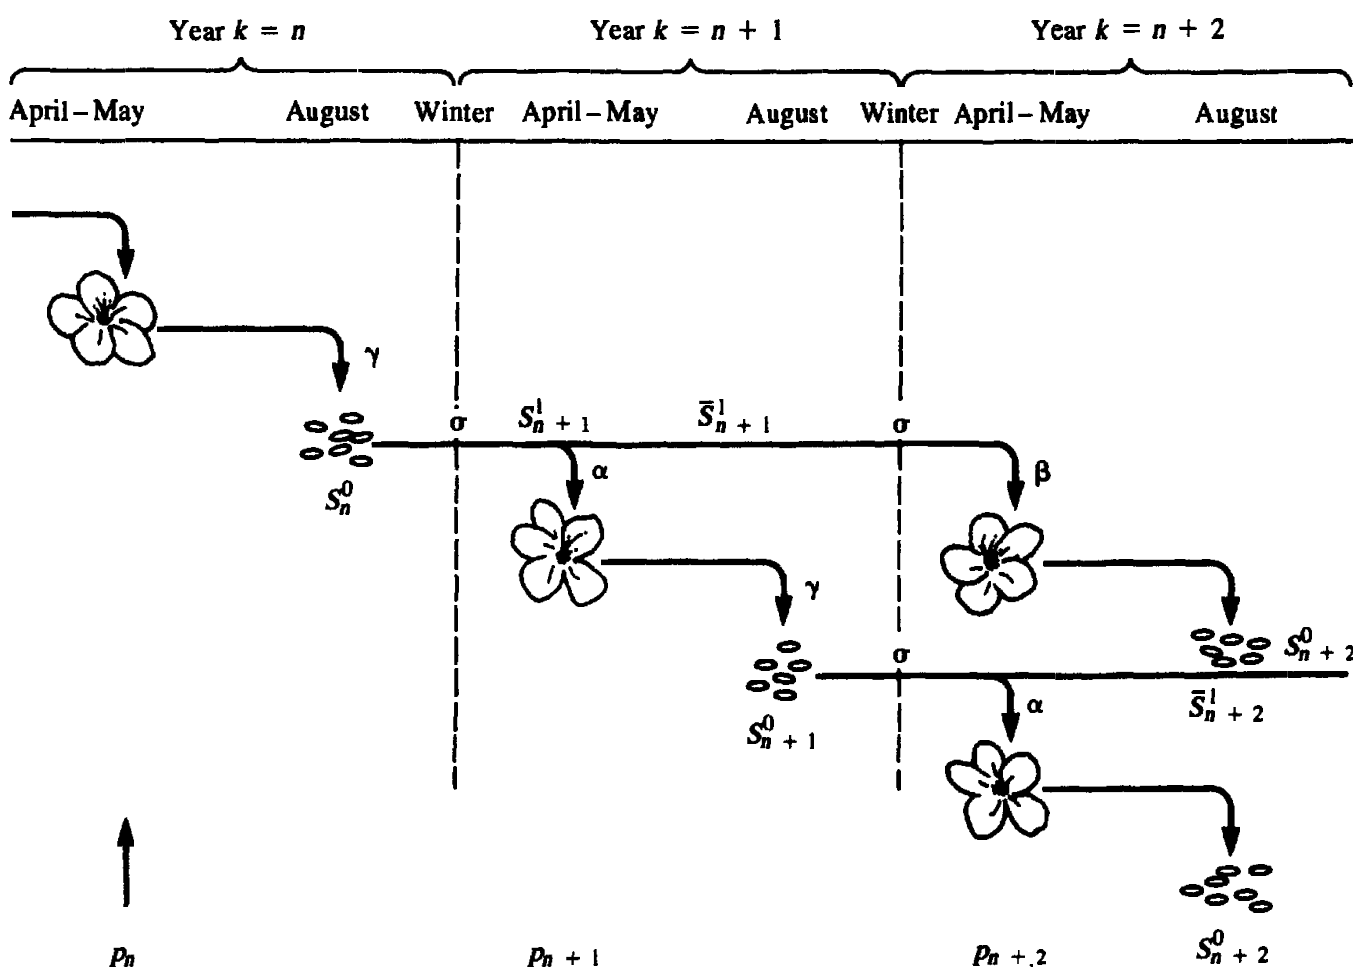 Year k = n Year k = n + 1 Year k = n + 2
April – May August Winter April – May August Winter April – May August
γ
σ S¹ₙ ₊ ₁ S̄¹ₙ ₊ ₁ σ
α β
S⁰ₙ
γ
σ S⁰ₙ ₊ ₂
S⁰ₙ ₊ ₁ α S̄¹ₙ ₊ ₂
pₙ pₙ ₊ ₁ pₙ ₊,₂ S⁰ₙ ₊ ₂